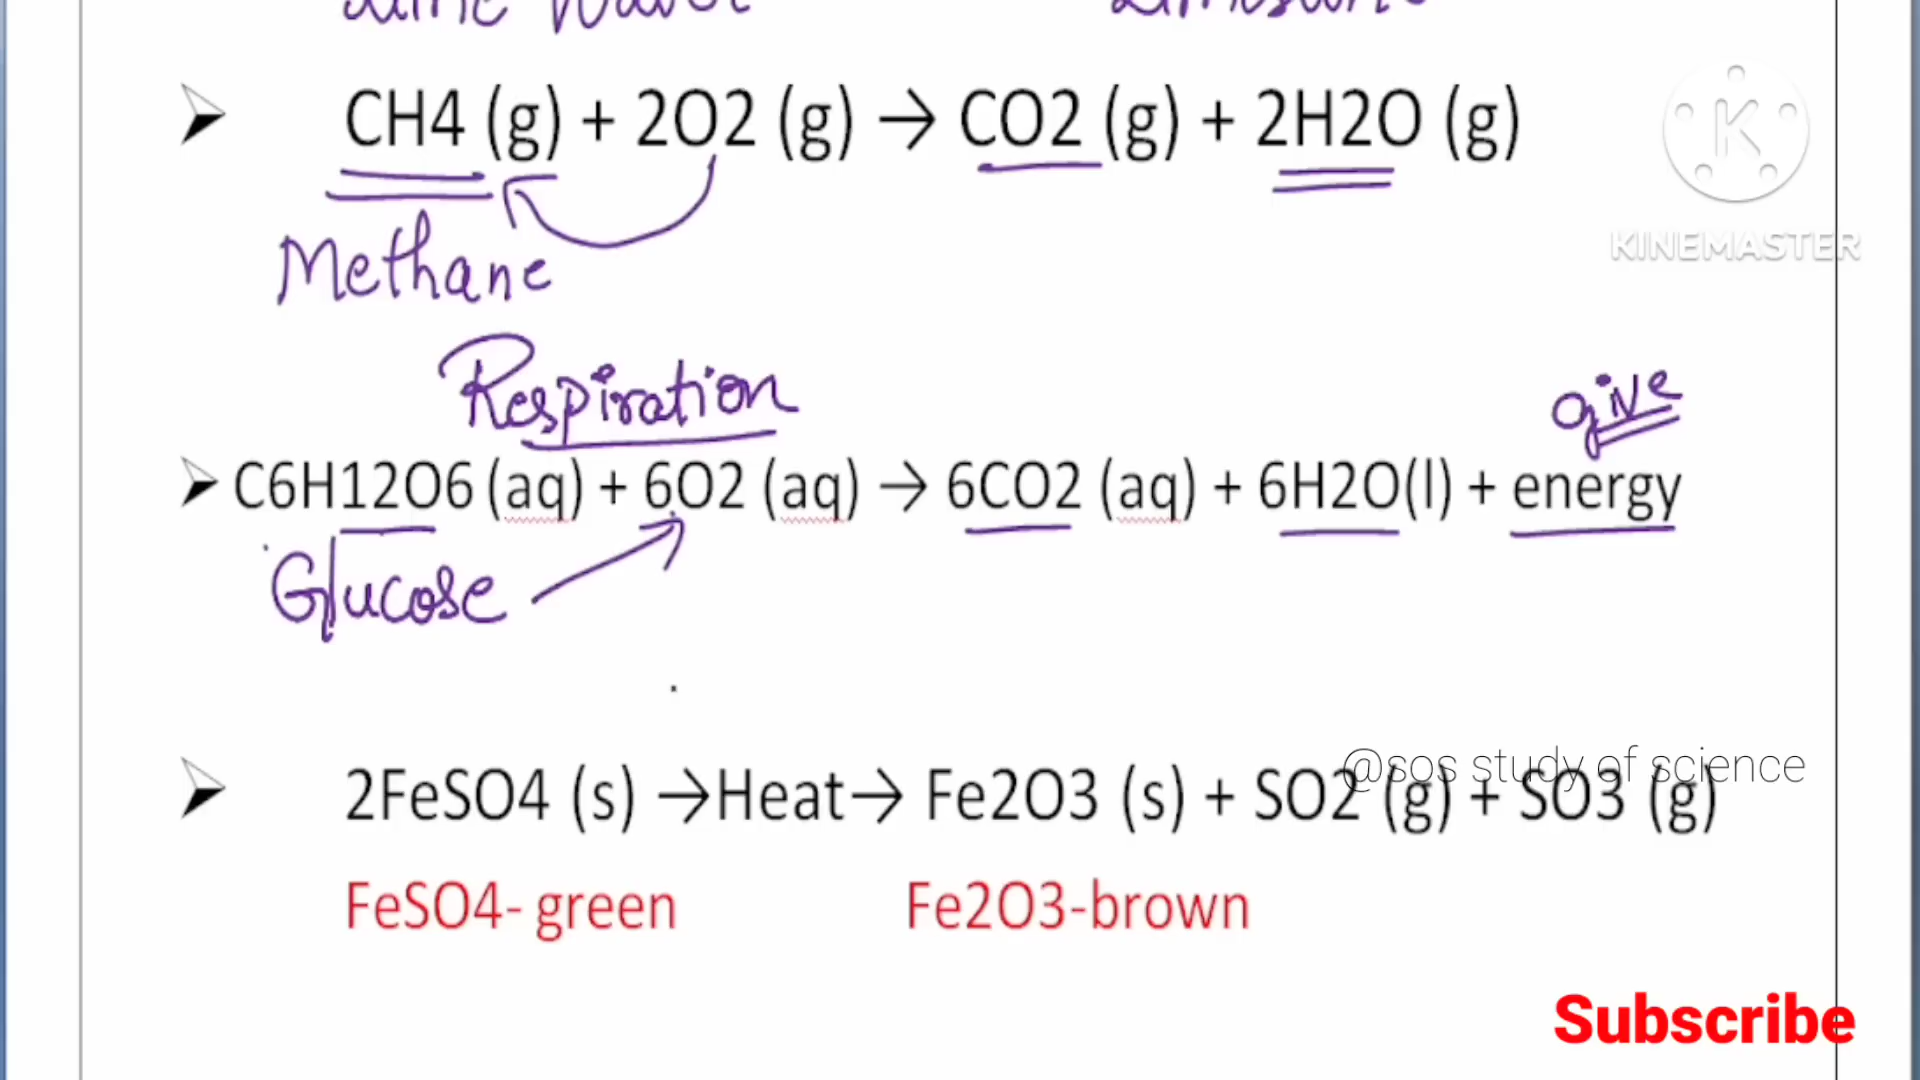 CH4 (g) + 2O2 (g) → CO2 (g) + 2H2O (g)
KINEMASTER
Methane
Respiration
give
C6H12O6 (aq) + 6O2 (aq) → 6CO2 (aq) + 6H2O(l) + energy
Glucose
@sos study of science
2FeSO4 (s) →Heat→ Fe2O3 (s) + SO2 (g) + SO3 (g)
FeSO4- green Fe2O3-brown
Subscribe